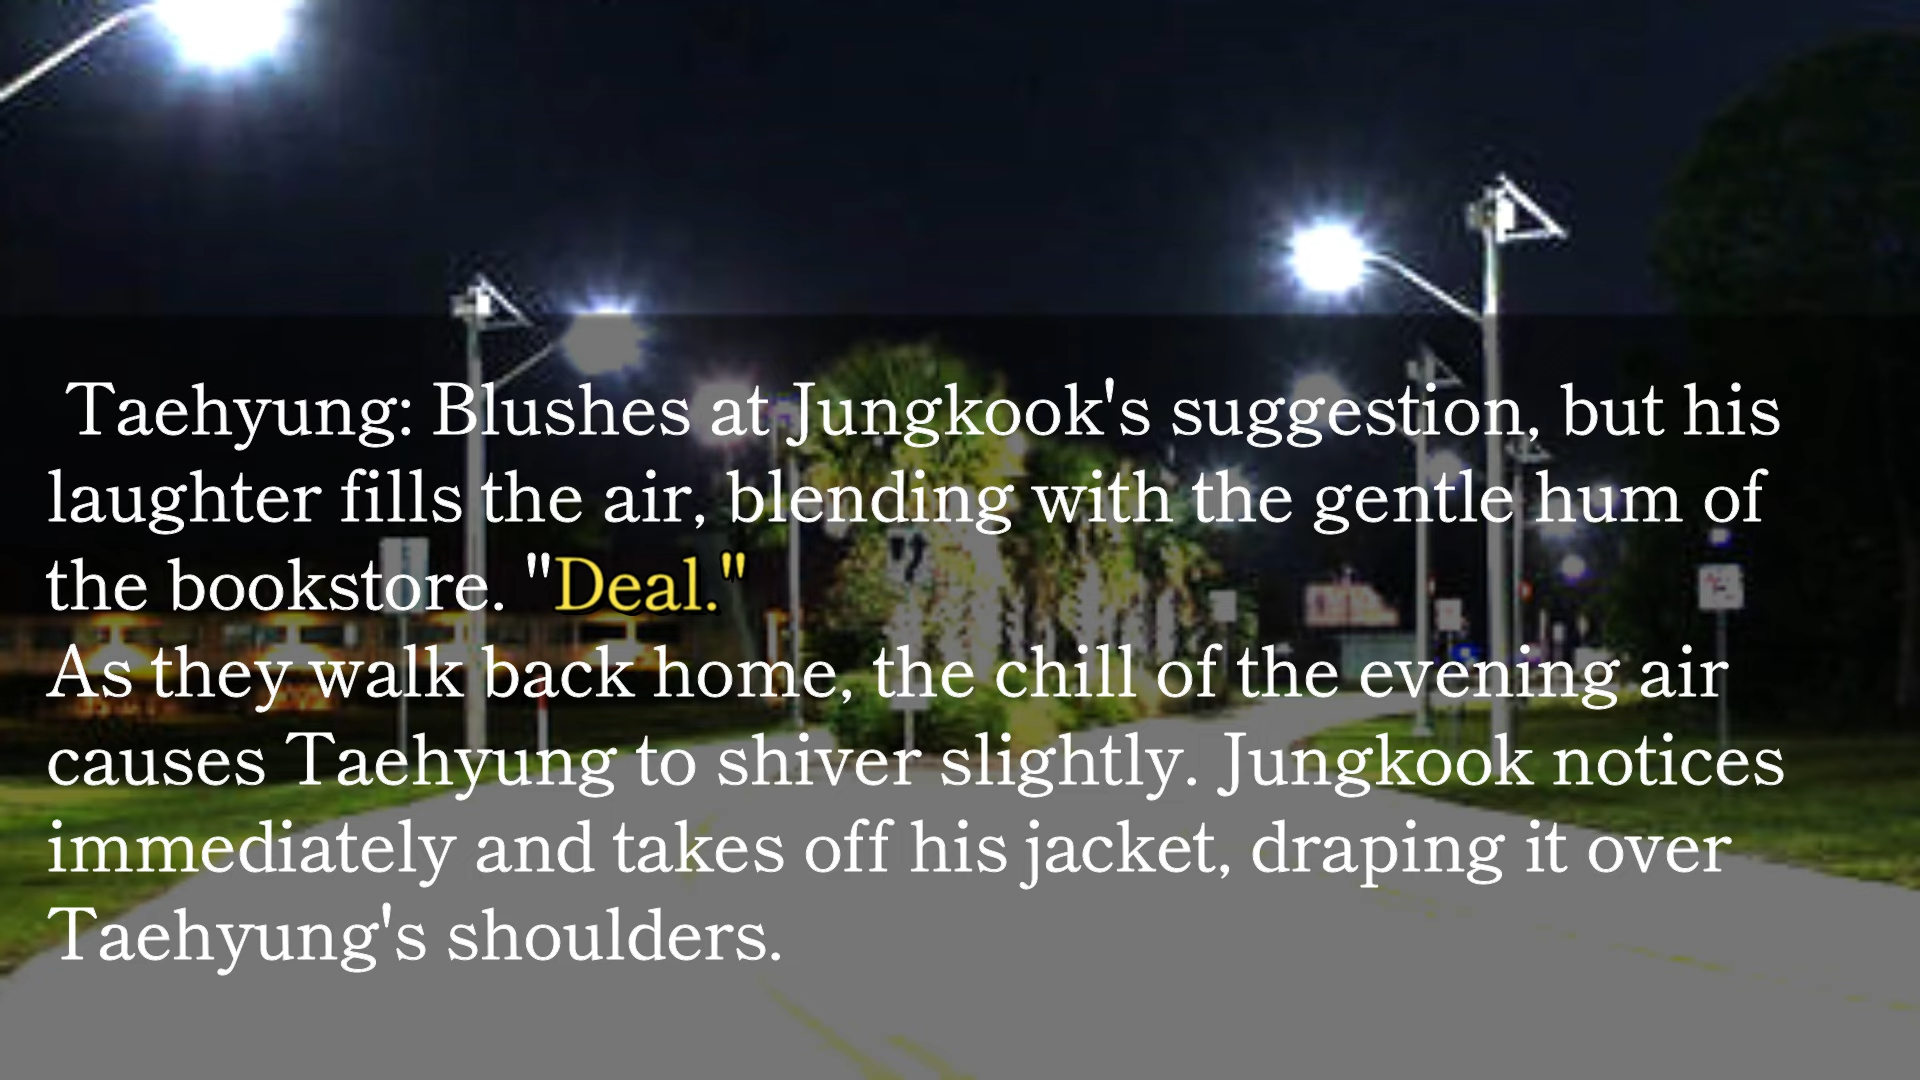 Taehyung: Blushes at Jungkook's suggestion, but his
laughter fills the air, blending with the gentle hum of
the bookstore. "Deal."
As they walk back home, the chill of the evening air
causes Taehyung to shiver slightly. Jungkook notices
immediately and takes off his jacket, draping it over
Taehyung's shoulders.